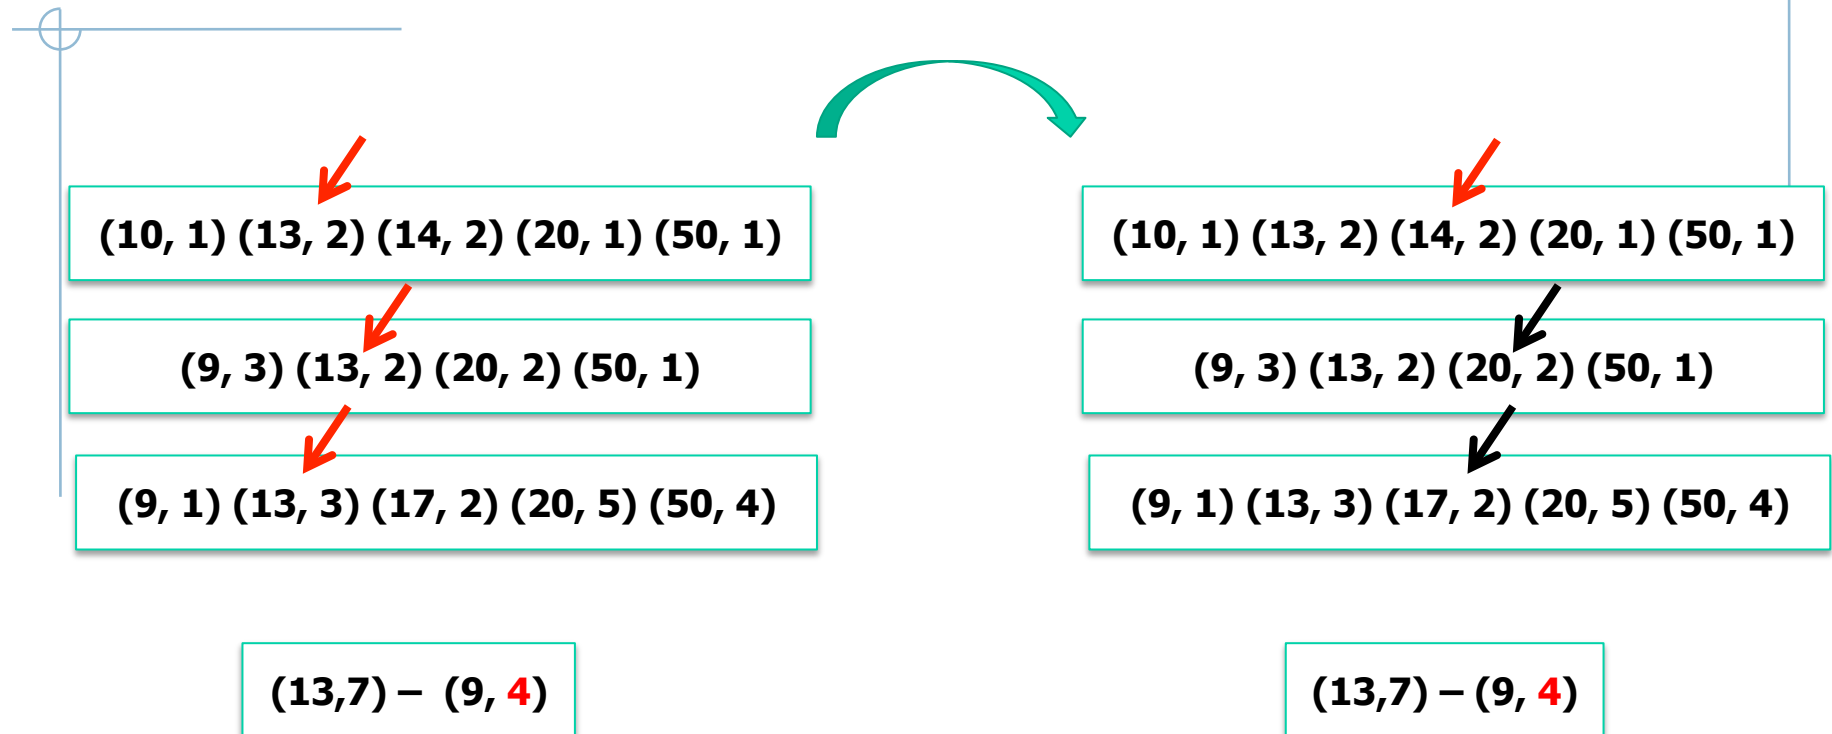 (10, 1) (13, 2) (14, 2) (20, 1) (50, 1)
(9, 3) (13, 2) (20, 2) (50, 1)
(9, 1) (13, 3) (17, 2) (20, 5) (50, 4)
(13,7) – (9, 4)
(10, 1) (13, 2) (14, 2) (20, 1) (50, 1)
(9, 3) (13, 2) (20, 2) (50, 1)
(9, 1) (13, 3) (17, 2) (20, 5) (50, 4)
(13,7) – (9, 4)